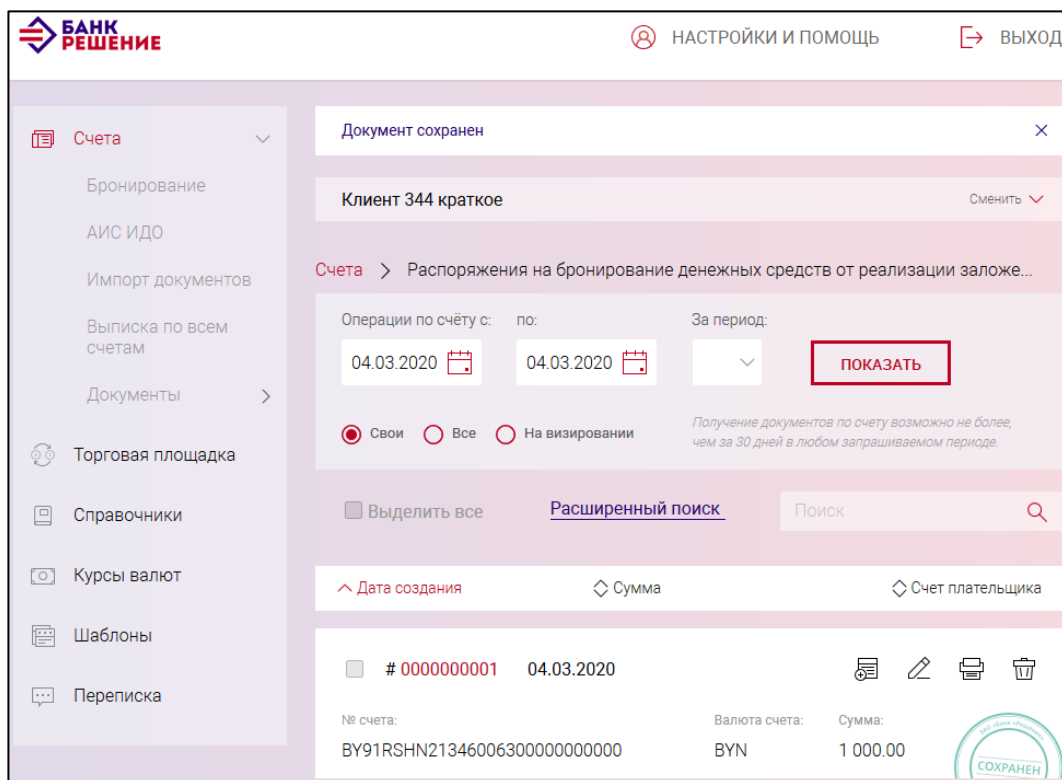 БАНК
РЕШЕНИЕ
НАСТРОЙКИ И ПОМОЩЬ
ВЫХОД
Счета
Бронирование
АИС ИДО
Импорт документов
Выписка по всем
счетам
Документы
Торговая площадка
Справочники
Курсы валют
Шаблоны
Переписка
Документ сохранен
Клиент 344 краткое
Сменить
Счета > Распоряжения на бронирование денежных средств от реализации заложе...
Операции по счёту с: по: За период:
04.03.2020 04.03.2020 ПОКАЗАТЬ
Свои Все На визировании
Получение документов по счету возможно не более,
чем за 30 дней в любом запрашиваемом периоде.
Выделить все Расширенный поиск Поиск
Дата создания Сумма Счет плательщика
# 0000000001 04.03.2020
№ счета: Валюта счета: Сумма:
BY91RSHN21346006300000000000 BYN 1 000.00
ЗАО «Банк «Решение»
СОХРАНЕН